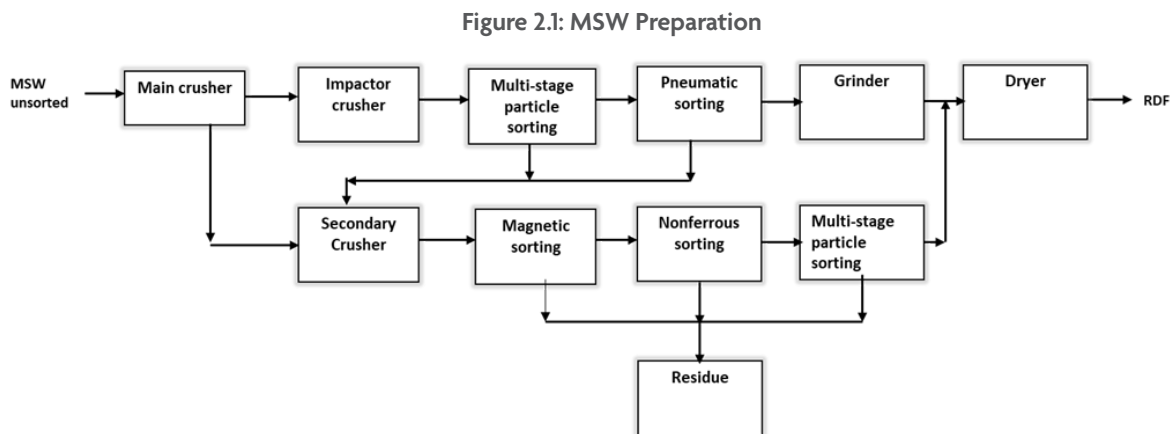 Figure 2.1: MSW Preparation
MSW
unsorted
Main crusher
Impactor
crusher
Multi-stage
particle
sorting
Pneumatic
sorting
Grinder
Dryer
RDF
Secondary
Crusher
Magnetic
sorting
Nonferrous
sorting
Multi-stage
particle
sorting
Residue